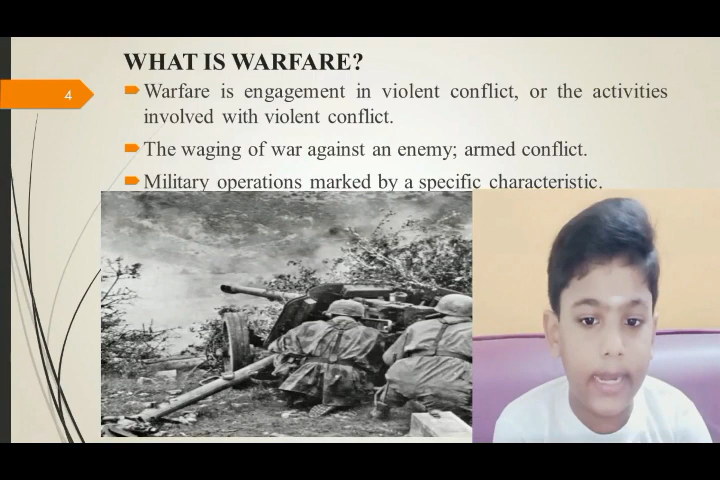 WHAT IS WARFARE?
4
Warfare is engagement in violent conflict, or the activities
involved with violent conflict.
The waging of war against an enemy; armed conflict.
Military operations marked by a specific characteristic.